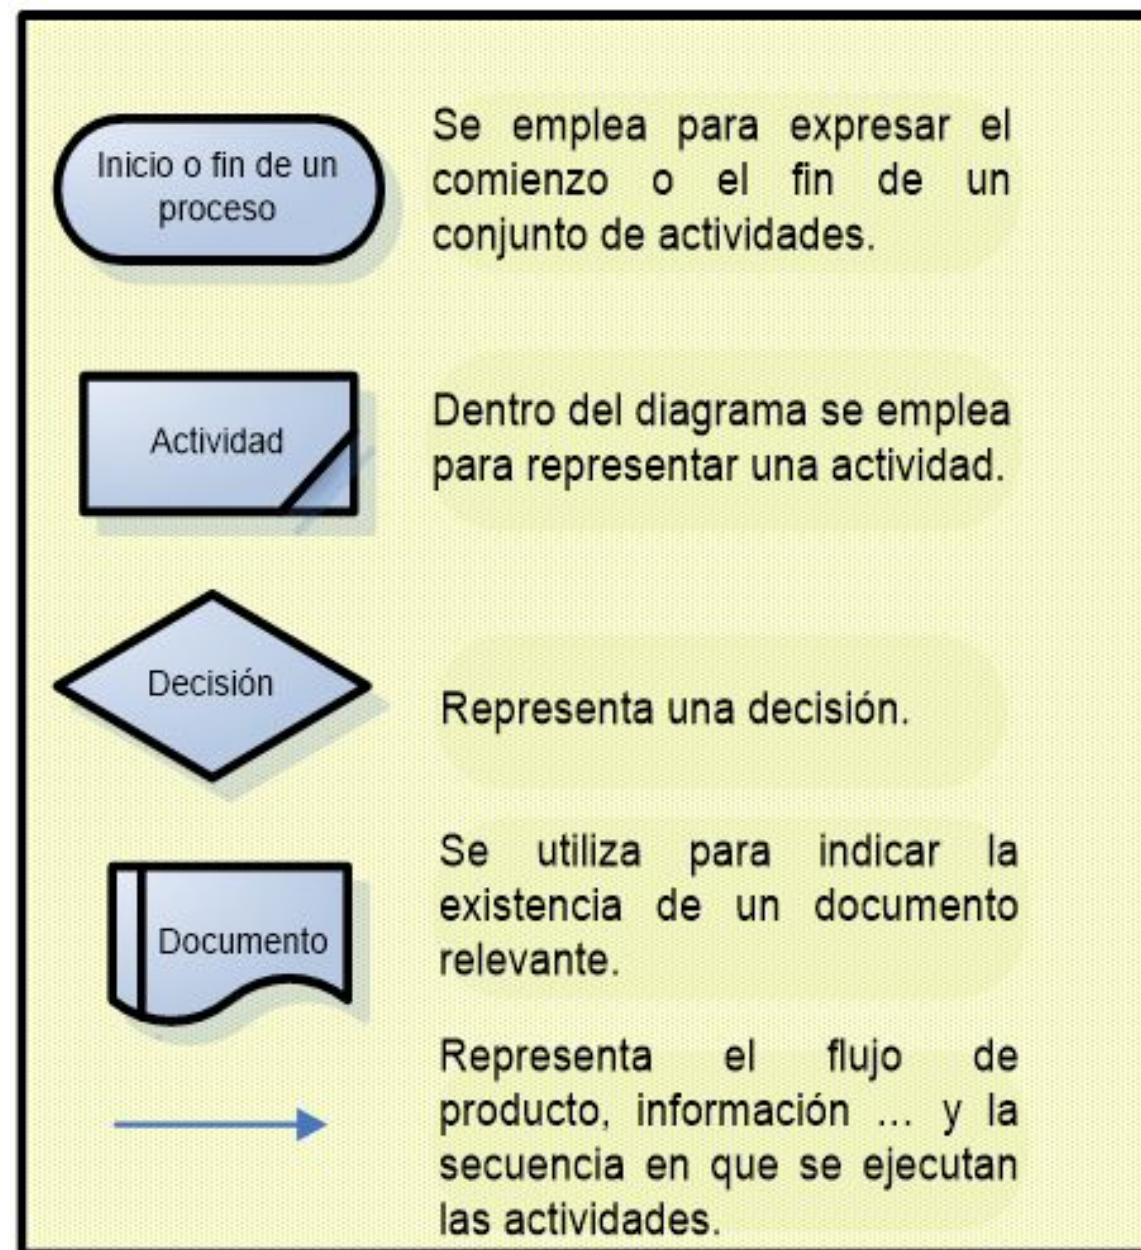 Inicio o fin de un
proceso
Se emplea para expresar el
comienzo o el fin de un
conjunto de actividades.
Actividad
Dentro del diagrama se emplea
para representar una actividad.
Decisión
Representa una decisión.
Documento
Se utiliza para indicar la
existencia de un documento
relevante.
Representa el flujo de
producto, información ... y la
secuencia en que se ejecutan
las actividades.